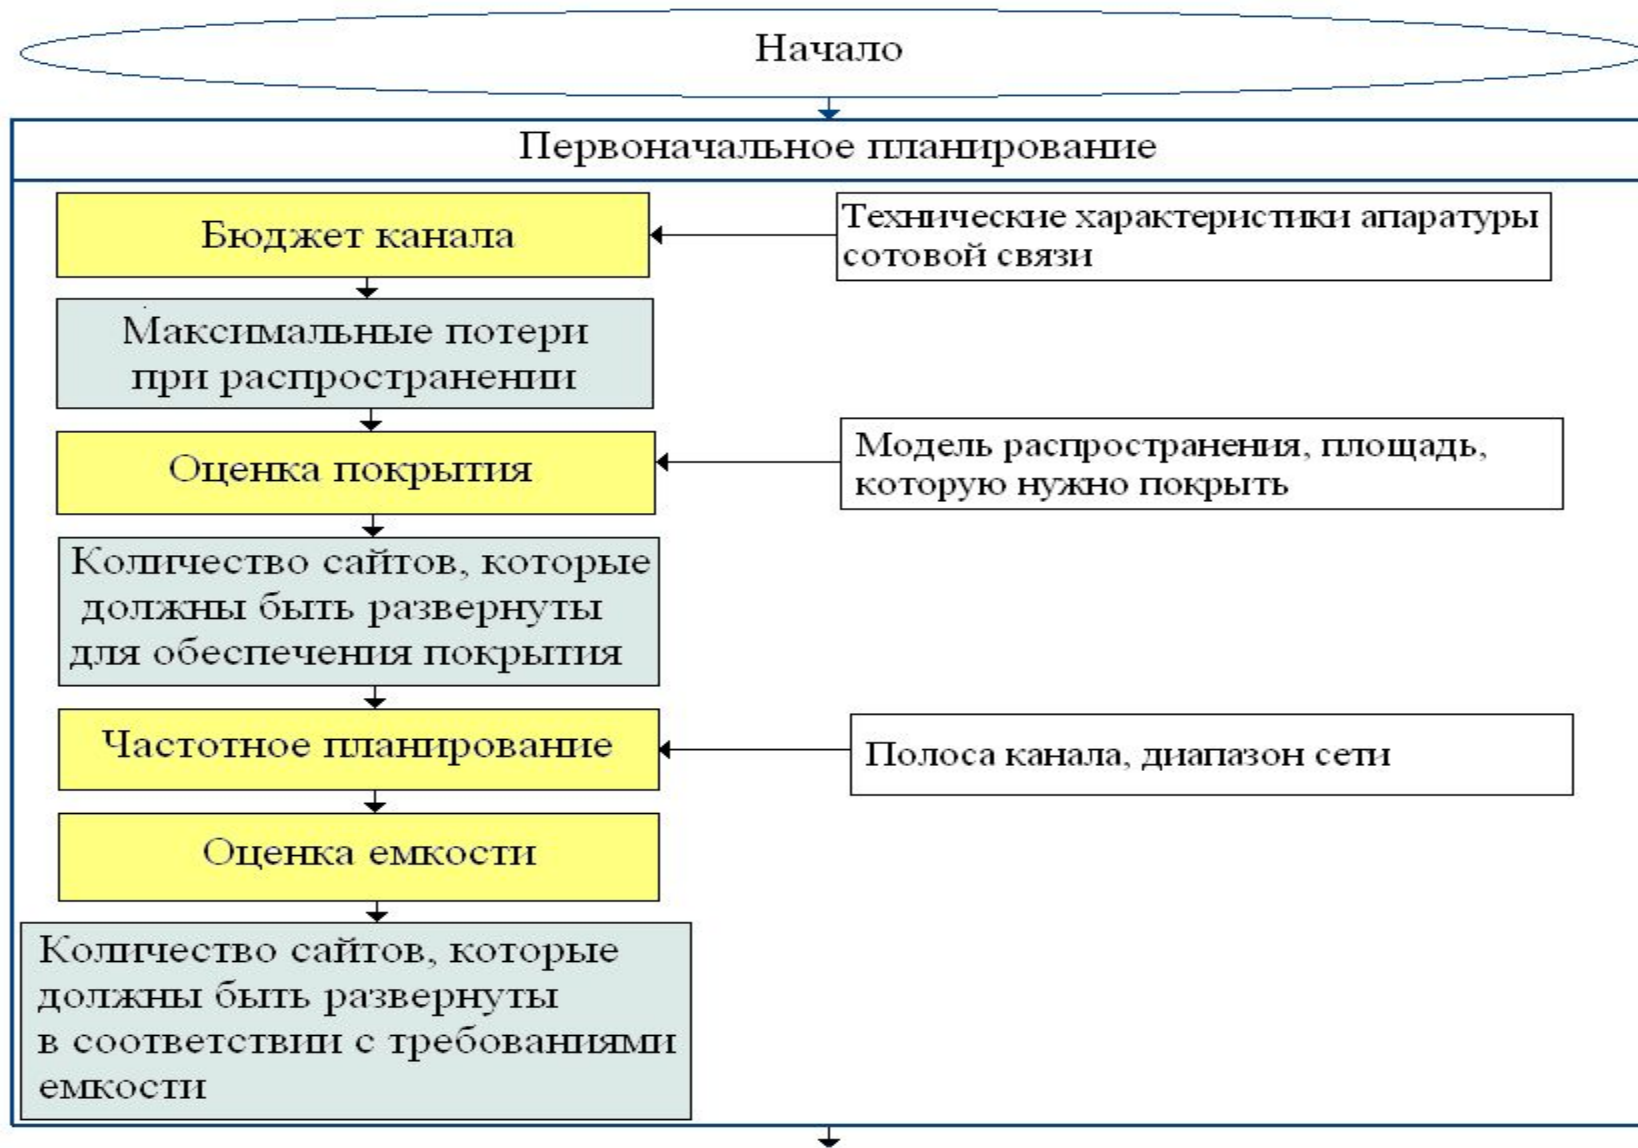 Начало
Первоначальное планирование
Бюджет канала
Технические характеристики апаратуры
сотовой связи
Максимальные потери
при распространении
Оценка покрытия
Модель распространения, площадь,
которую нужно покрыть
Количество сайтов, которые
должны быть развернуты
для обеспечения покрытия
Частотное планирование
Полоса канала, диапазон сети
Оценка емкости
Количество сайтов, которые
должны быть развернуты
в соответствии с требованиями
емкости